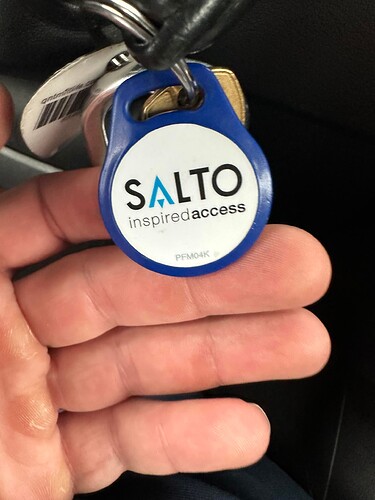 SALTO
inspiredaccess
PFM04K